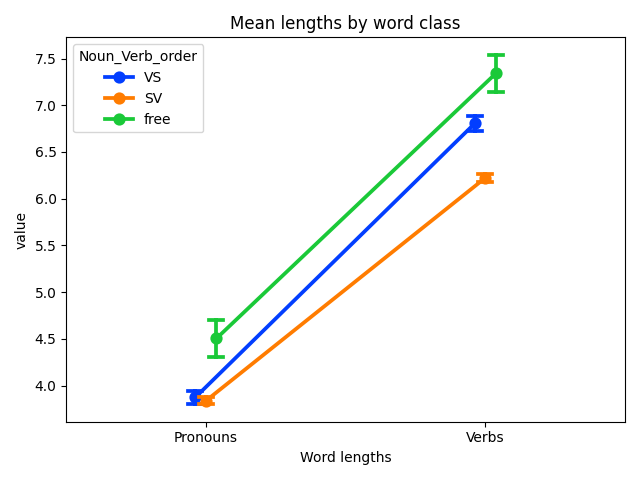 Mean lengths by word class
Noun_Verb_order
VS
SV
free
value
7.5
7.0
6.5
6.0
5.5
5.0
4.5
4.0
Pronouns
Verbs
Word lengths